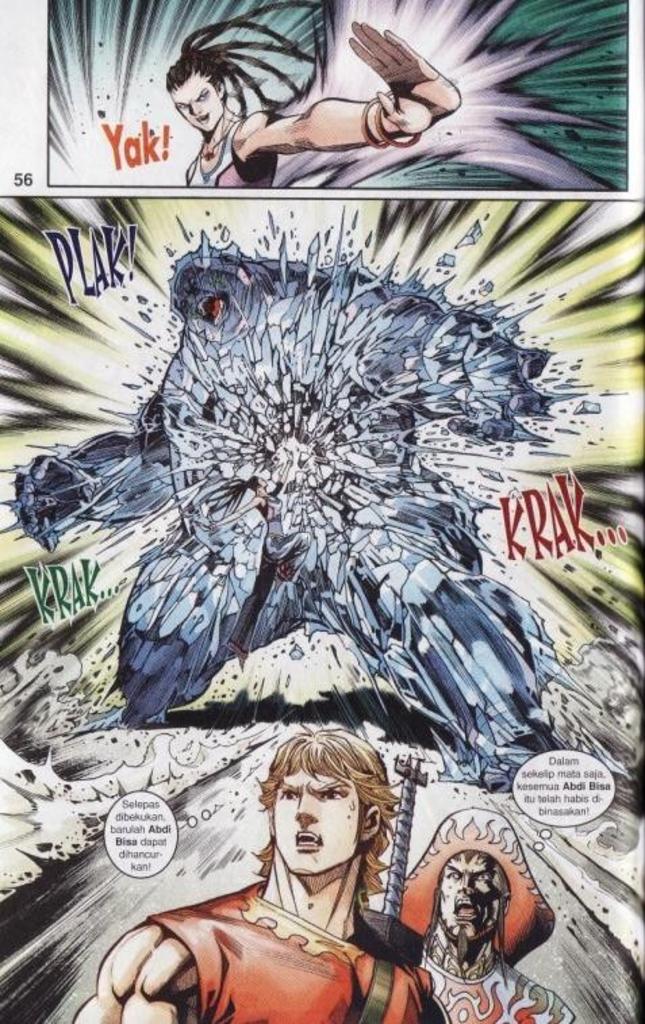 Yak!
56
PLAK!
KRAK...
KRAK...
Selepas
dibekukan,
barulah Abdi
Bisa dapat
dihancur-
kan!
Dalam
sekelip mata saja,
kesemua Abdi Bisa
itu telah habis di-
binasakan!